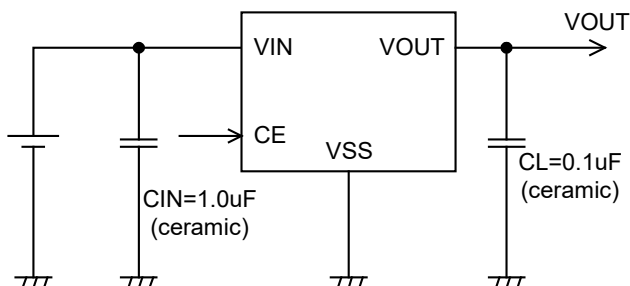 VOUT
VIN
VOUT
CE
VSS
CIN=1.0uF
(ceramic)
CL=0.1uF
(ceramic)